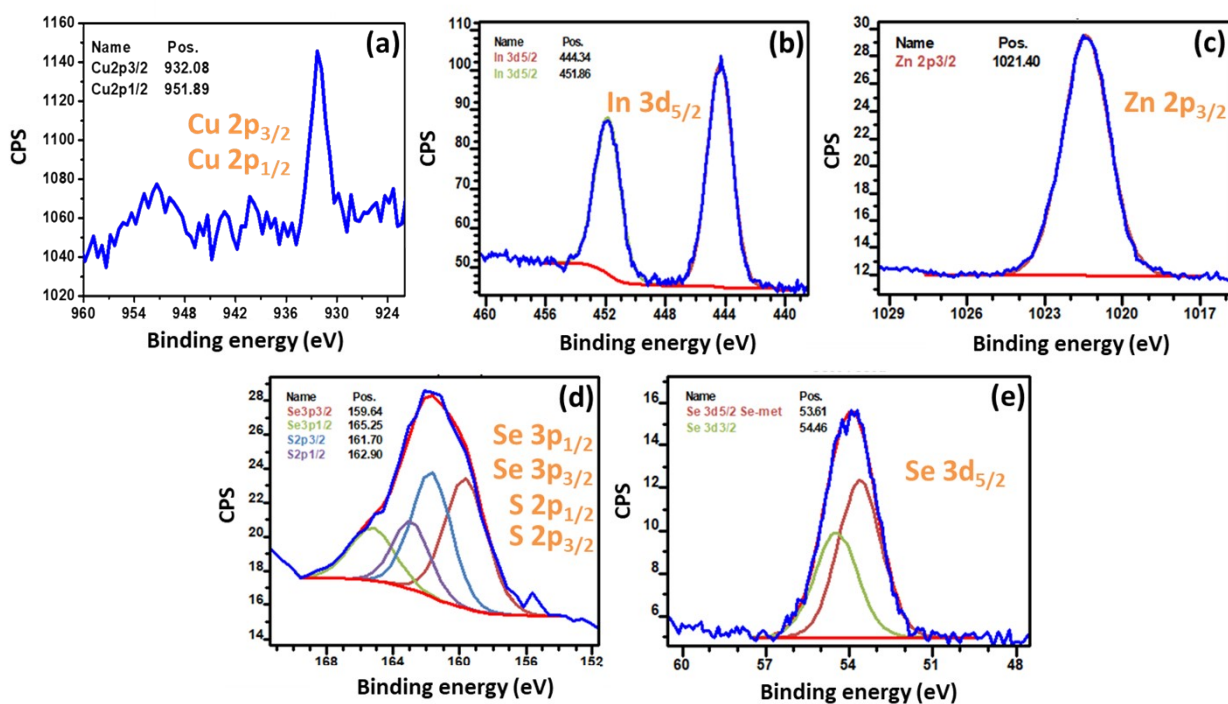 (a)
Name Pos.
Cu2p3/2 932.08
Cu2p1/2 951.89
Cu 2p3/2
Cu 2p1/2
1160
1140
1120
1100
1080
1060
1040
1020
CPS
960 954 948 942 936 930 924
Binding energy (eV)
(b)
Name Pos.
In 3d5/2 444.34
In 3d5/2 451.86
In 3d5/2
110
100
90
80
70
60
50
CPS
460 456 452 448 444 440
Binding energy (eV)
(c)
Name Pos.
Zn 2p3/2 1021.40
Zn 2p3/2
30
28
26
24
22
20
18
16
14
12
CPS
1029 1026 1023 1020 1017
Binding energy (eV)
(d)
Name Pos.
Se3p3/2 159.64
Se3p1/2 165.25
S2p3/2 161.70
S2p1/2 162.90
Se 3p1/2
Se 3p3/2
S 2p1/2
S 2p3/2
28
26
24
22
20
18
16
14
CPS
168 164 160 156 152
Binding energy (eV)
(e)
Name Pos.
Se 3d5/2 Se-met 53.61
Se 3d3/2 54.46
Se 3d5/2
16
14
12
10
8
6
CPS
60 57 54 51 48
Binding energy (eV)